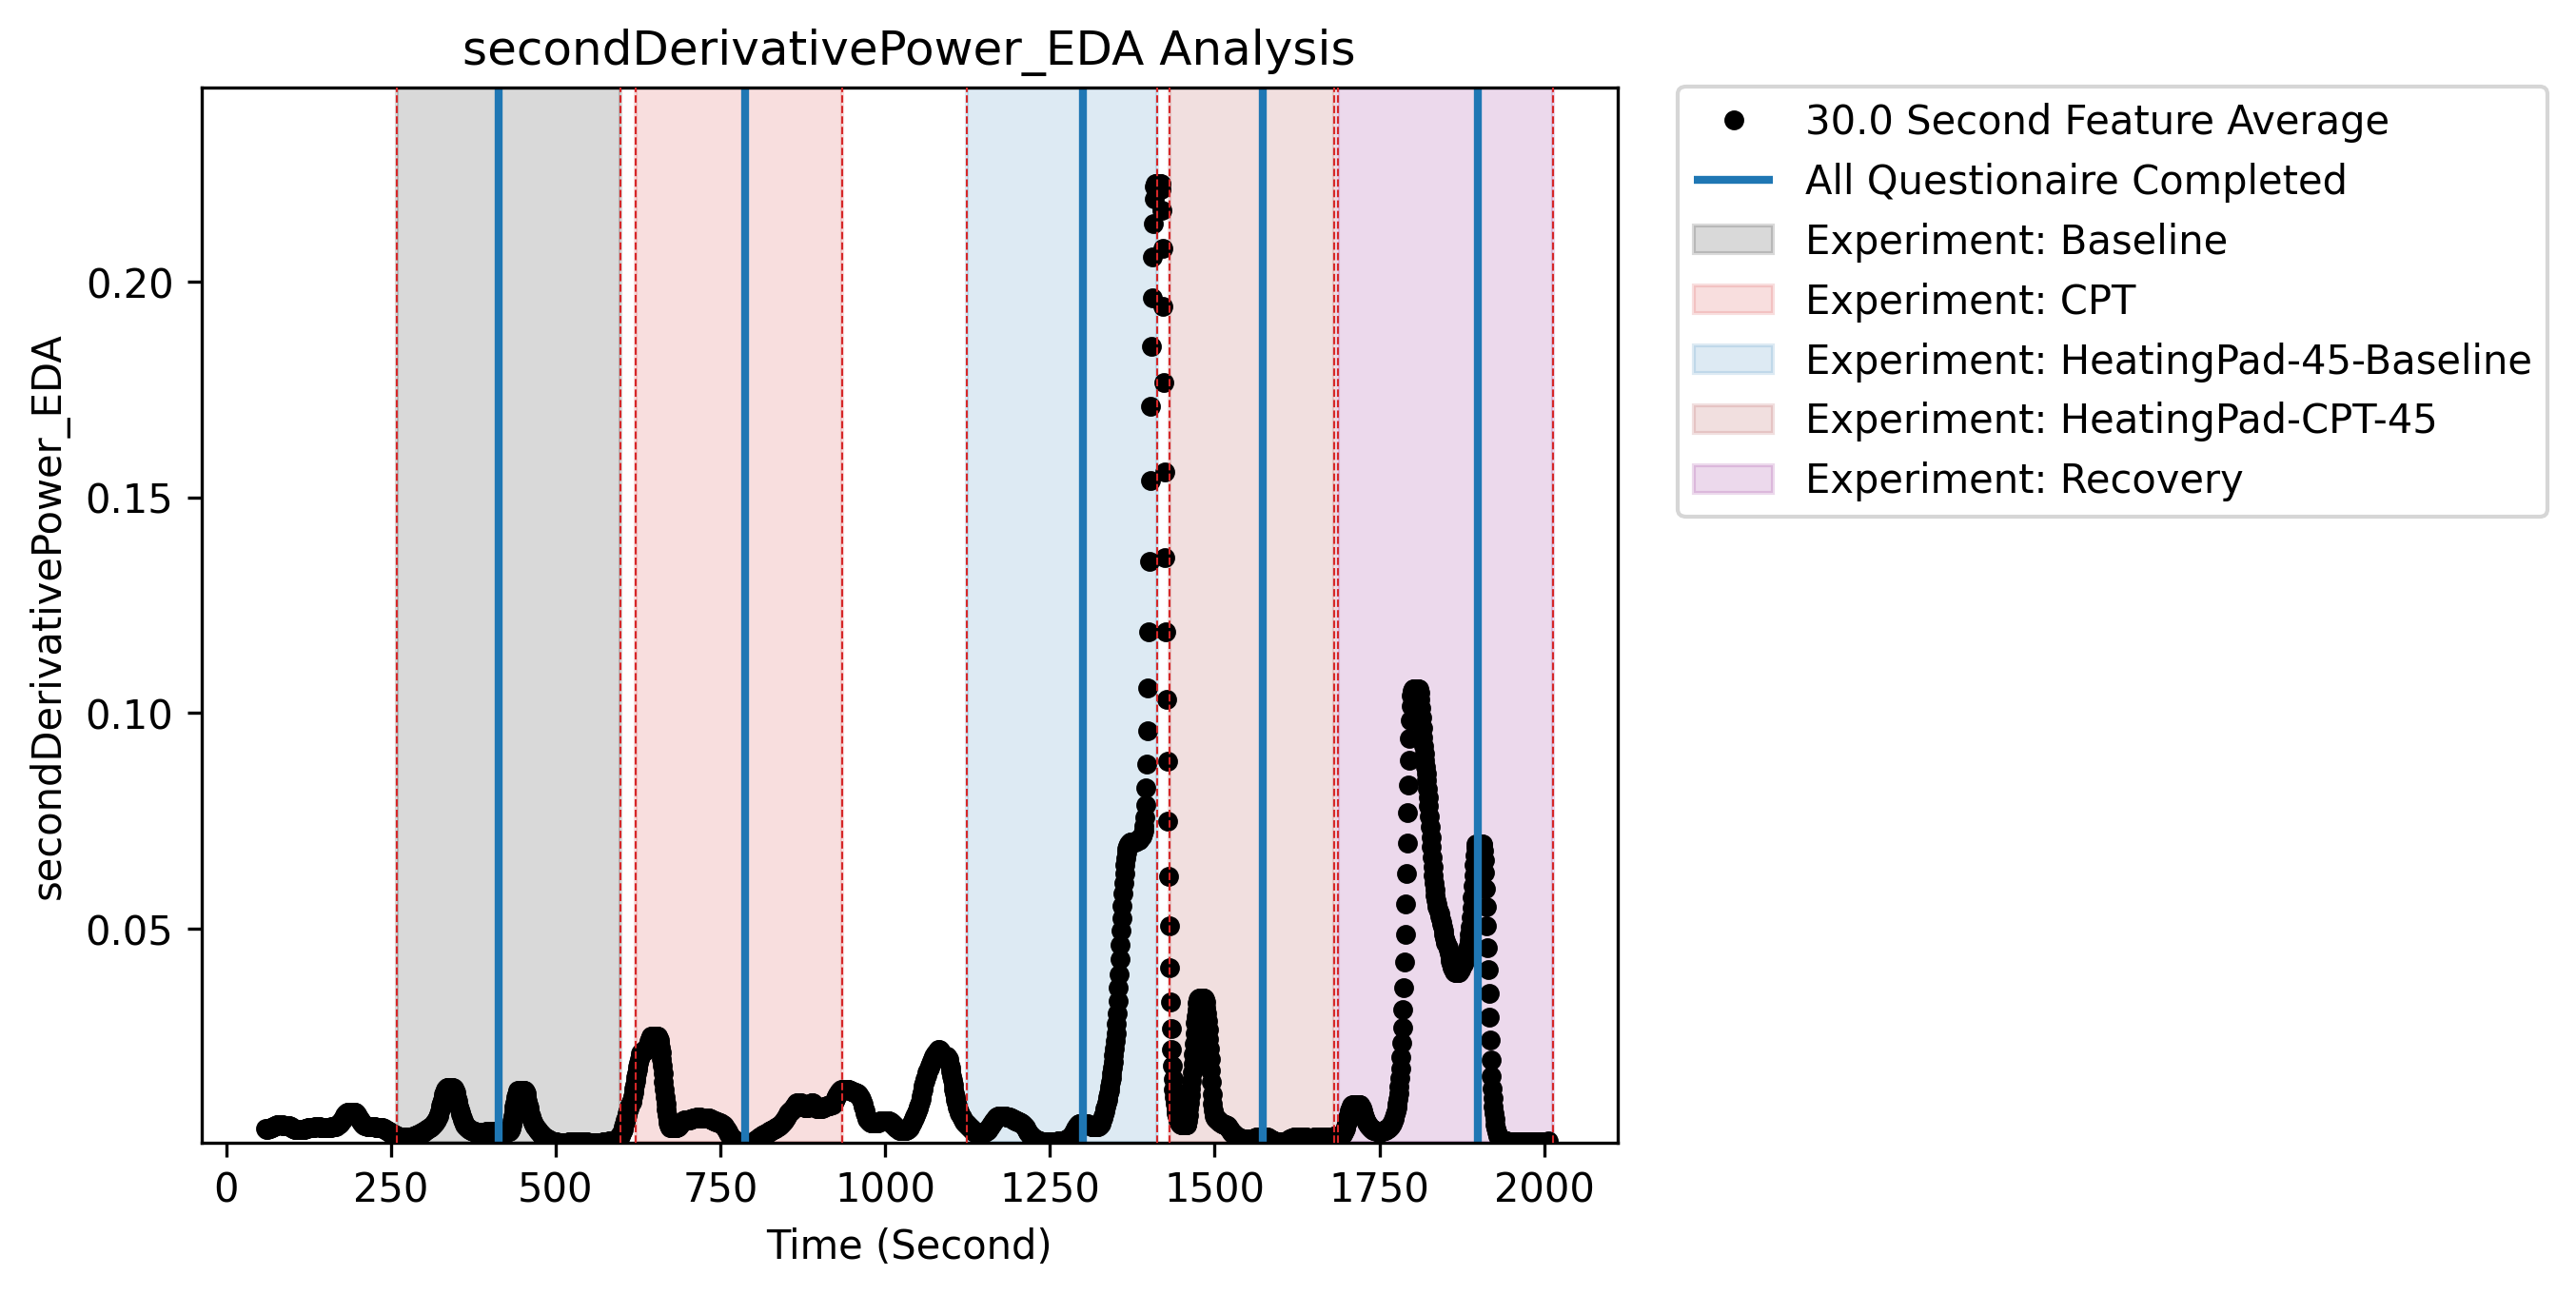 secondDerivativePower_EDA Analysis
secondDerivativePower_EDA
0.20
0.15
0.10
0.05
0 250 500 750 1000 1250 1500 1750 2000
Time (Second)
30.0 Second Feature Average
All Questionaire Completed
Experiment: Baseline
Experiment: CPT
Experiment: HeatingPad-45-Baseline
Experiment: HeatingPad-CPT-45
Experiment: Recovery